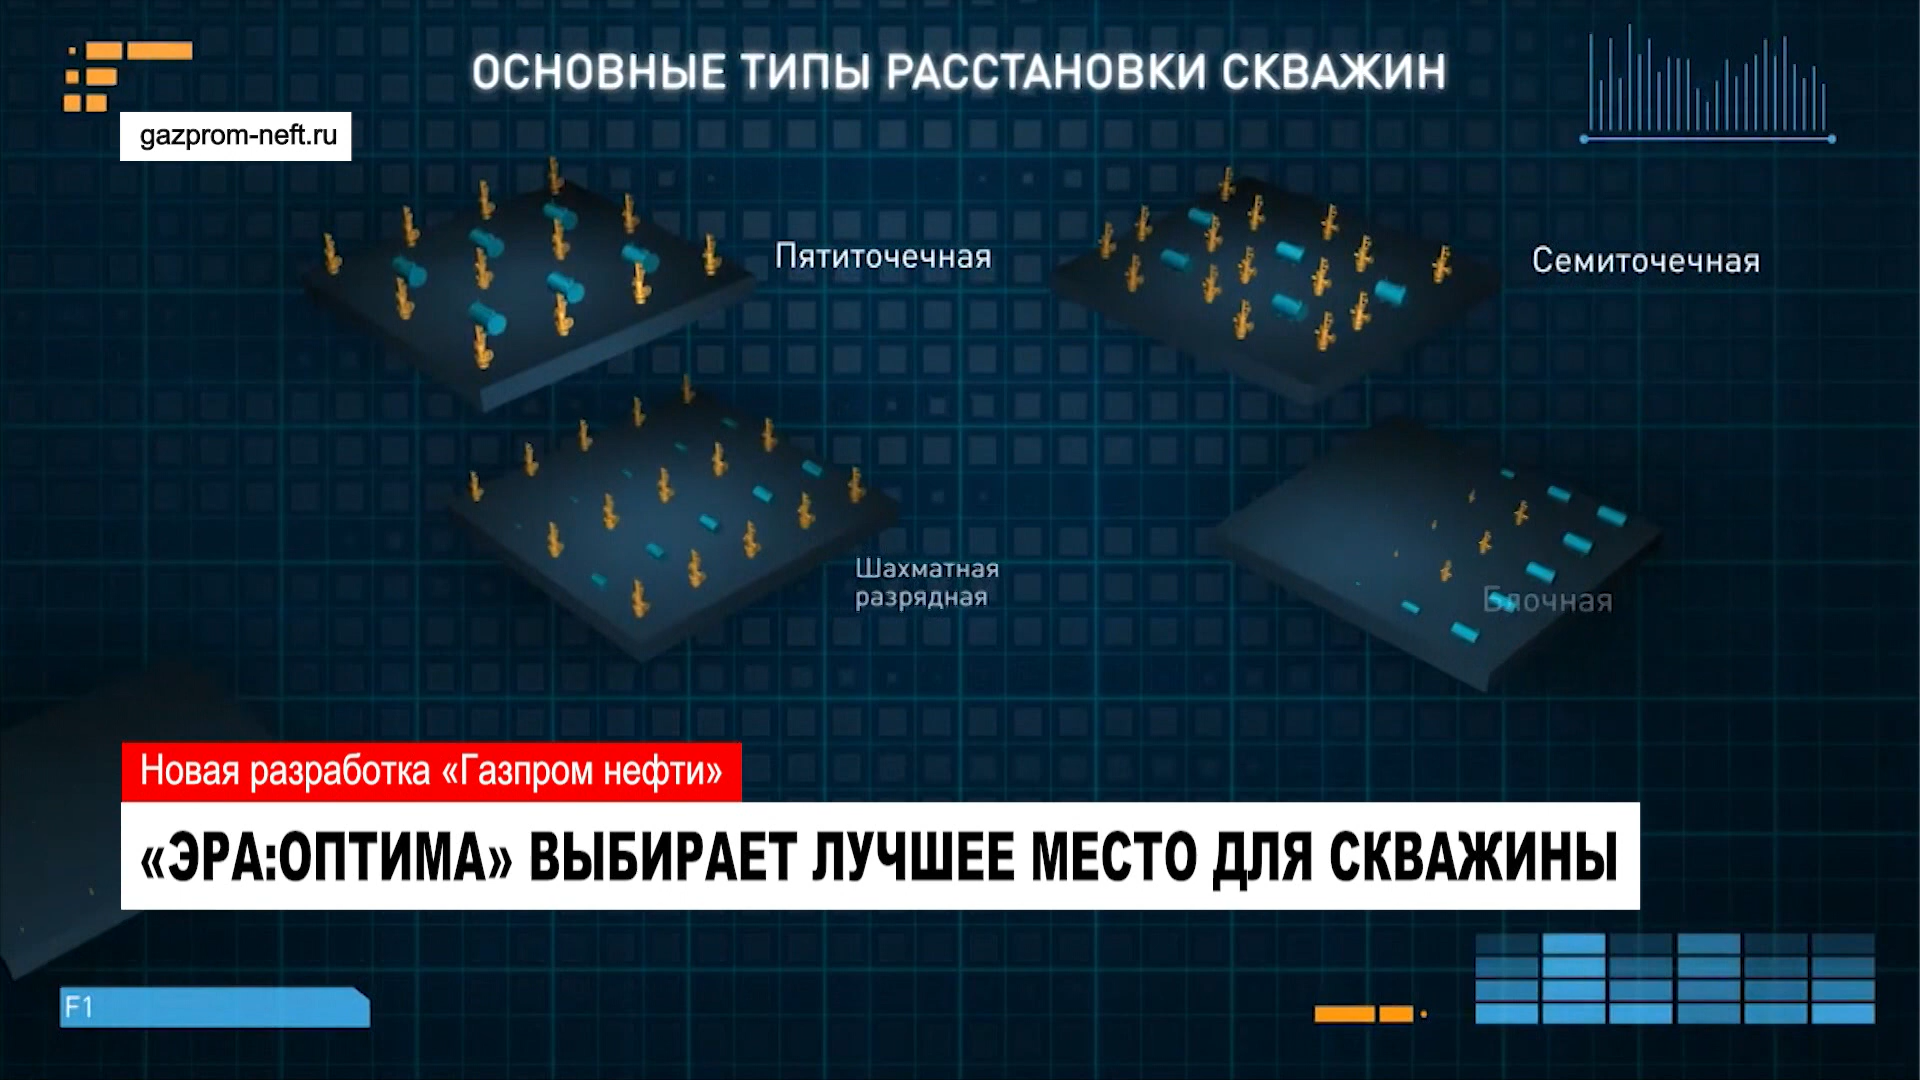 ОСНОВНЫЕ ТИПЫ РАССТАНОВКИ СКВАЖИН
gazprom-neft.ru
Пятиточечная
Семиточечная
Шахматная
разрядная
Блочная
Новая разработка «Газпром нефти»
«ЭРА:ОПТИМА» ВЫБИРАЕТ ЛУЧШЕЕ МЕСТО ДЛЯ СКВАЖИНЫ
F1